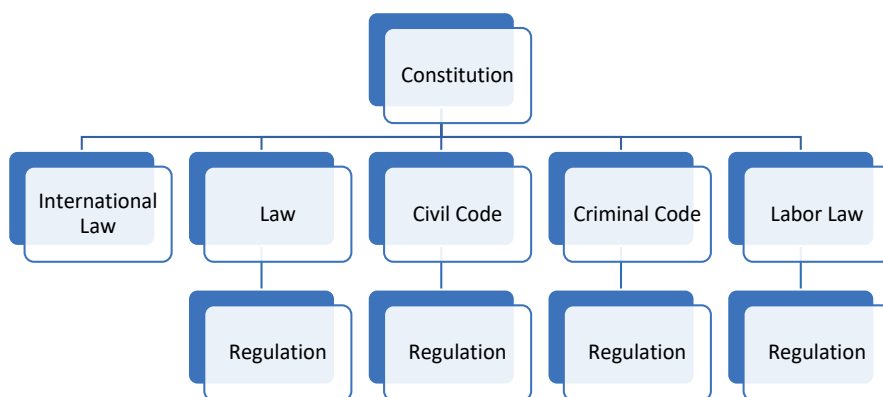 Constitution
International
Law
Law
Civil Code
Criminal Code
Labor Law
Regulation
Regulation
Regulation
Regulation